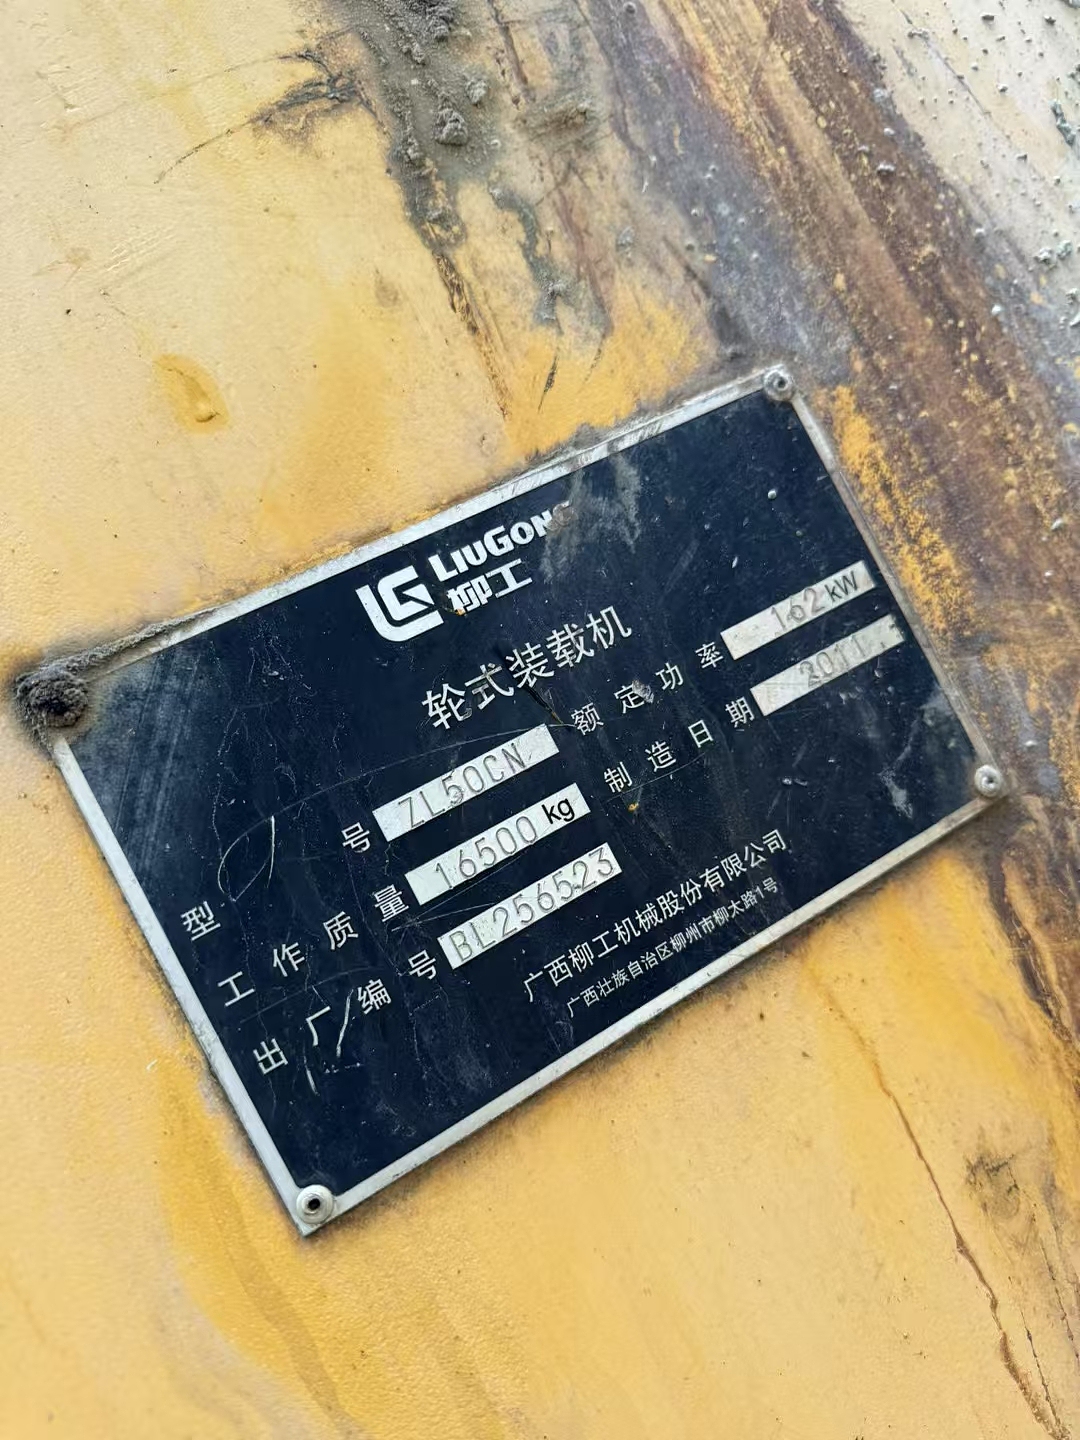 LIUGONG
柳工
轮式装载机
型号 ZL50CN 额定功率 162kW
工作质量 16500 kg 制造日期 2011.
出厂编号 BL256523
广西柳工机械股份有限公司
广西壮族自治区柳州市柳太路1号